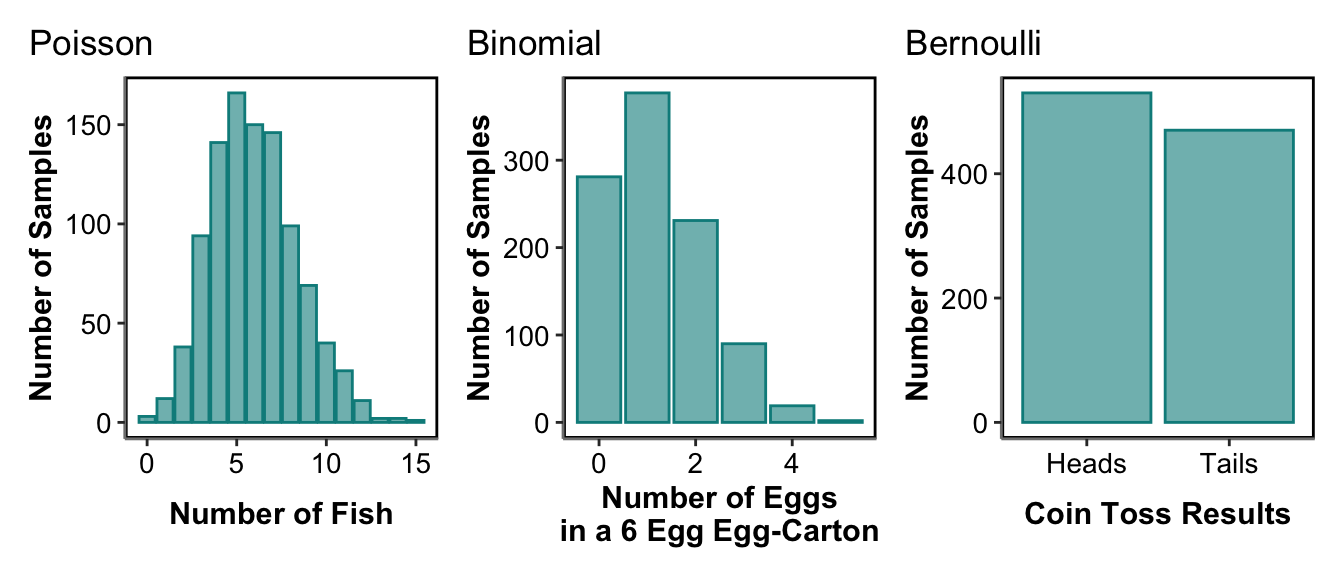 Poisson
Number of Samples
150
100
50
0
0 5 10 15
Number of Fish
Binomial
Number of Samples
300
200
100
0
0 2 4
Number of Eggs
in a 6 Egg Egg-Carton
Bernoulli
Number of Samples
400
200
0
Heads Tails
Coin Toss Results